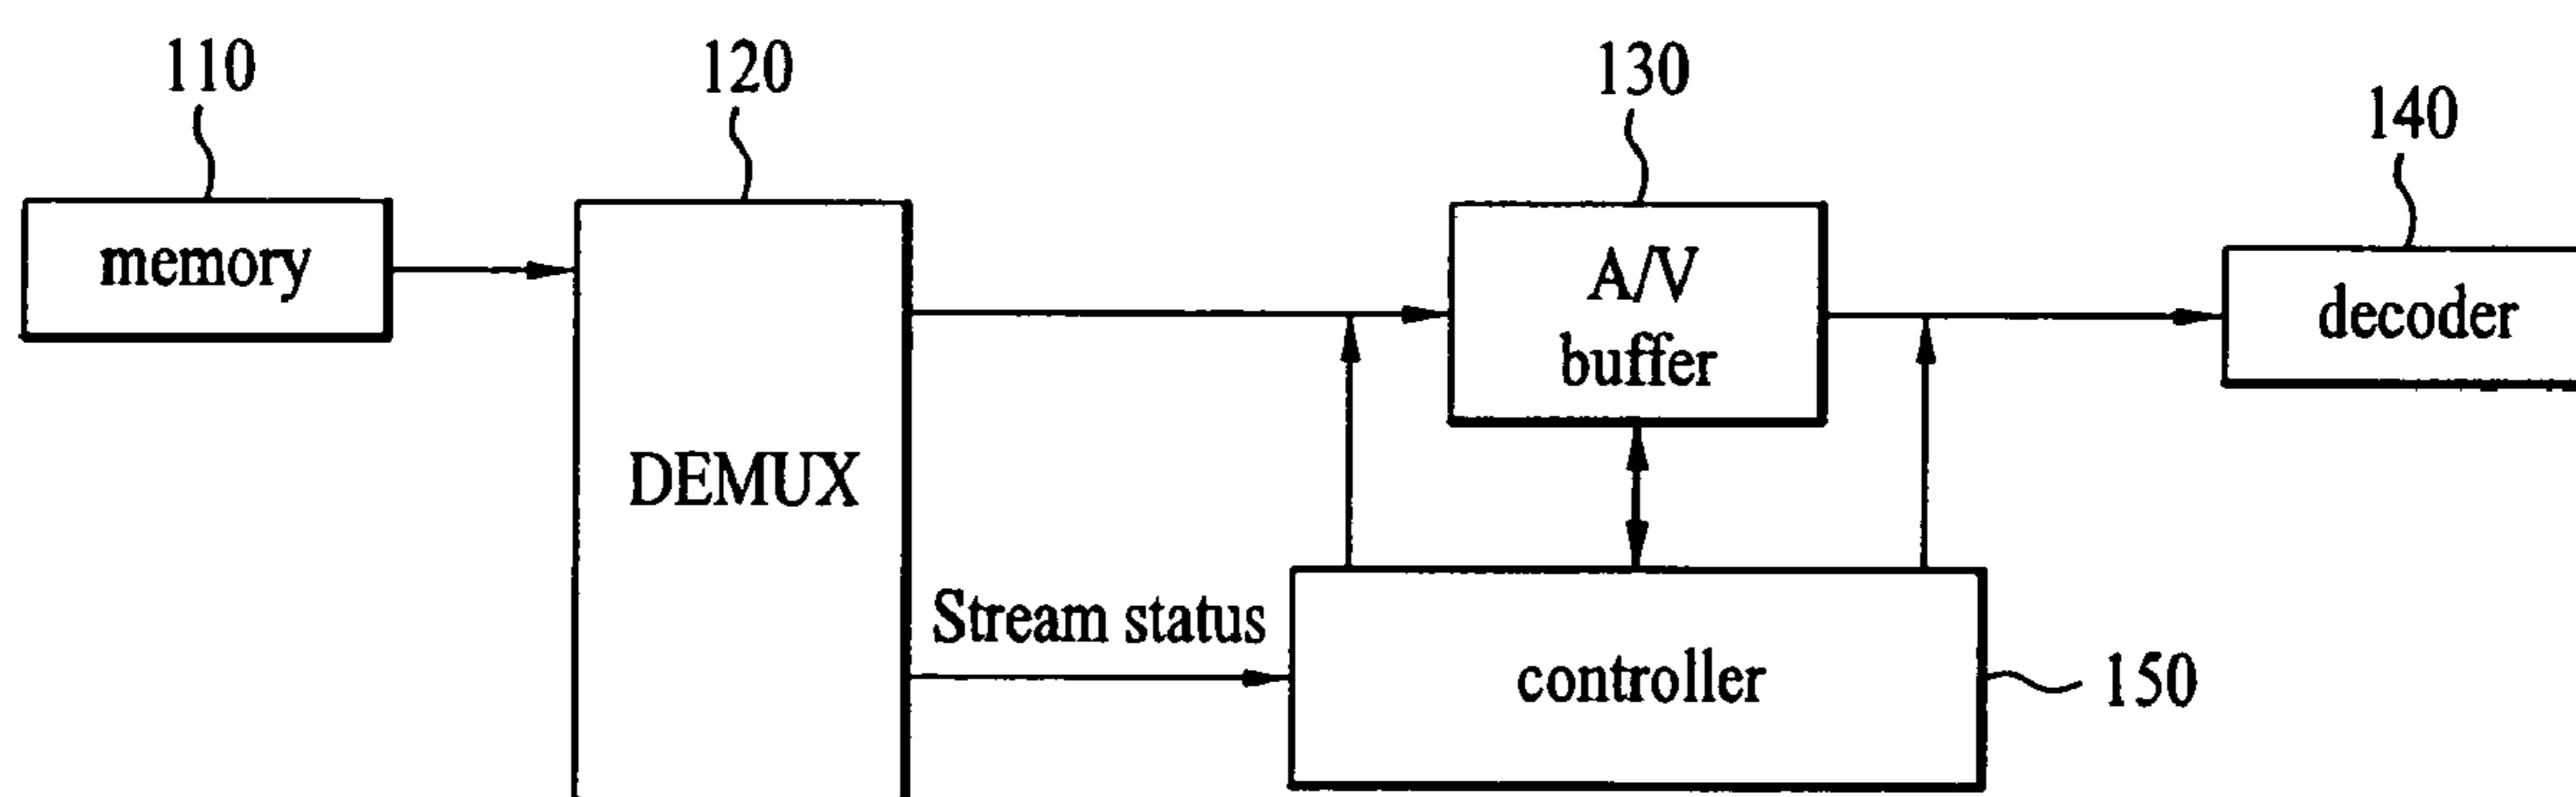 110
120
130
140
memory
A/V
buffer
decoder
DEMUX
Stream status
controller
150